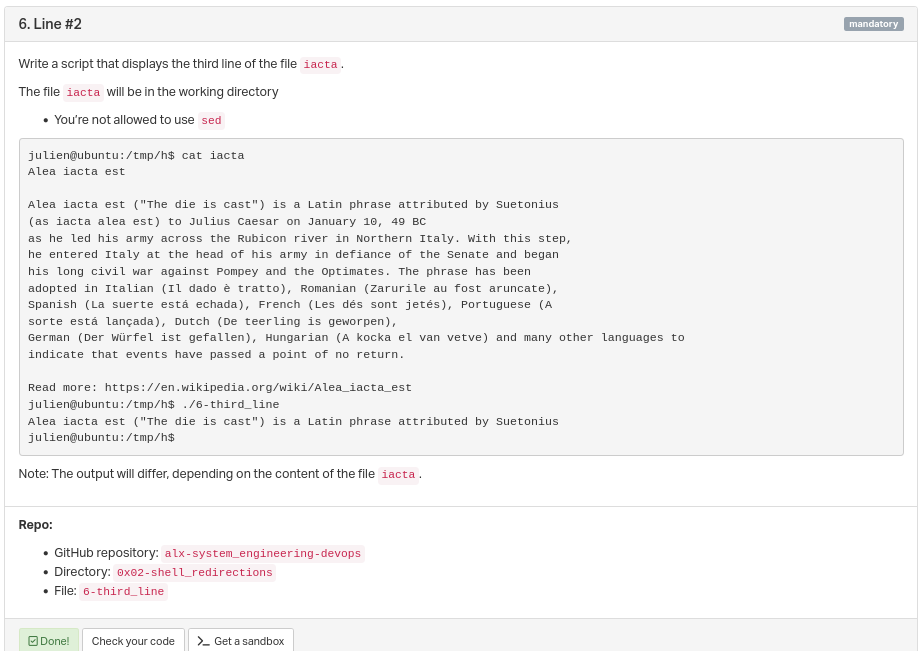 6. Line #2
mandatory
Write a script that displays the third line of the file iacta.
The file iacta will be in the working directory
• You're not allowed to use sed
julien@ubuntu:/tmp/h$ cat iacta
Alea iacta est
Alea iacta est ("The die is cast") is a Latin phrase attributed by Suetonius
(as iacta alea est) to Julius Caesar on January 10, 49 BC
as he led his army across the Rubicon river in Northern Italy. With this step,
he entered Italy at the head of his army in defiance of the Senate and began
his long civil war against Pompey and the Optimates. The phrase has been
adopted in Italian (Il dado è tratto), Romanian (Zarurile au fost aruncate),
Spanish (La suerte está echada), French (Les dés sont jetés), Portuguese (A
sorte está lançada), Dutch (De teerling is geworpen),
German (Der Würfel ist gefallen), Hungarian (A kocka el van vetve) and many other languages to
indicate that events have passed a point of no return.
Read more: https://en.wikipedia.org/wiki/Alea_iacta_est
julien@ubuntu:/tmp/h$ ./6-third_line
Alea iacta est ("The die is cast") is a Latin phrase attributed by Suetonius
julien@ubuntu:/tmp/h$
Note: The output will differ, depending on the content of the file iacta.
Repo:
• GitHub repository: alx-system_engineering-devops
• Directory: 0x02-shell_redirections
• File: 6-third_line
Done! Check your code >_ Get a sandbox